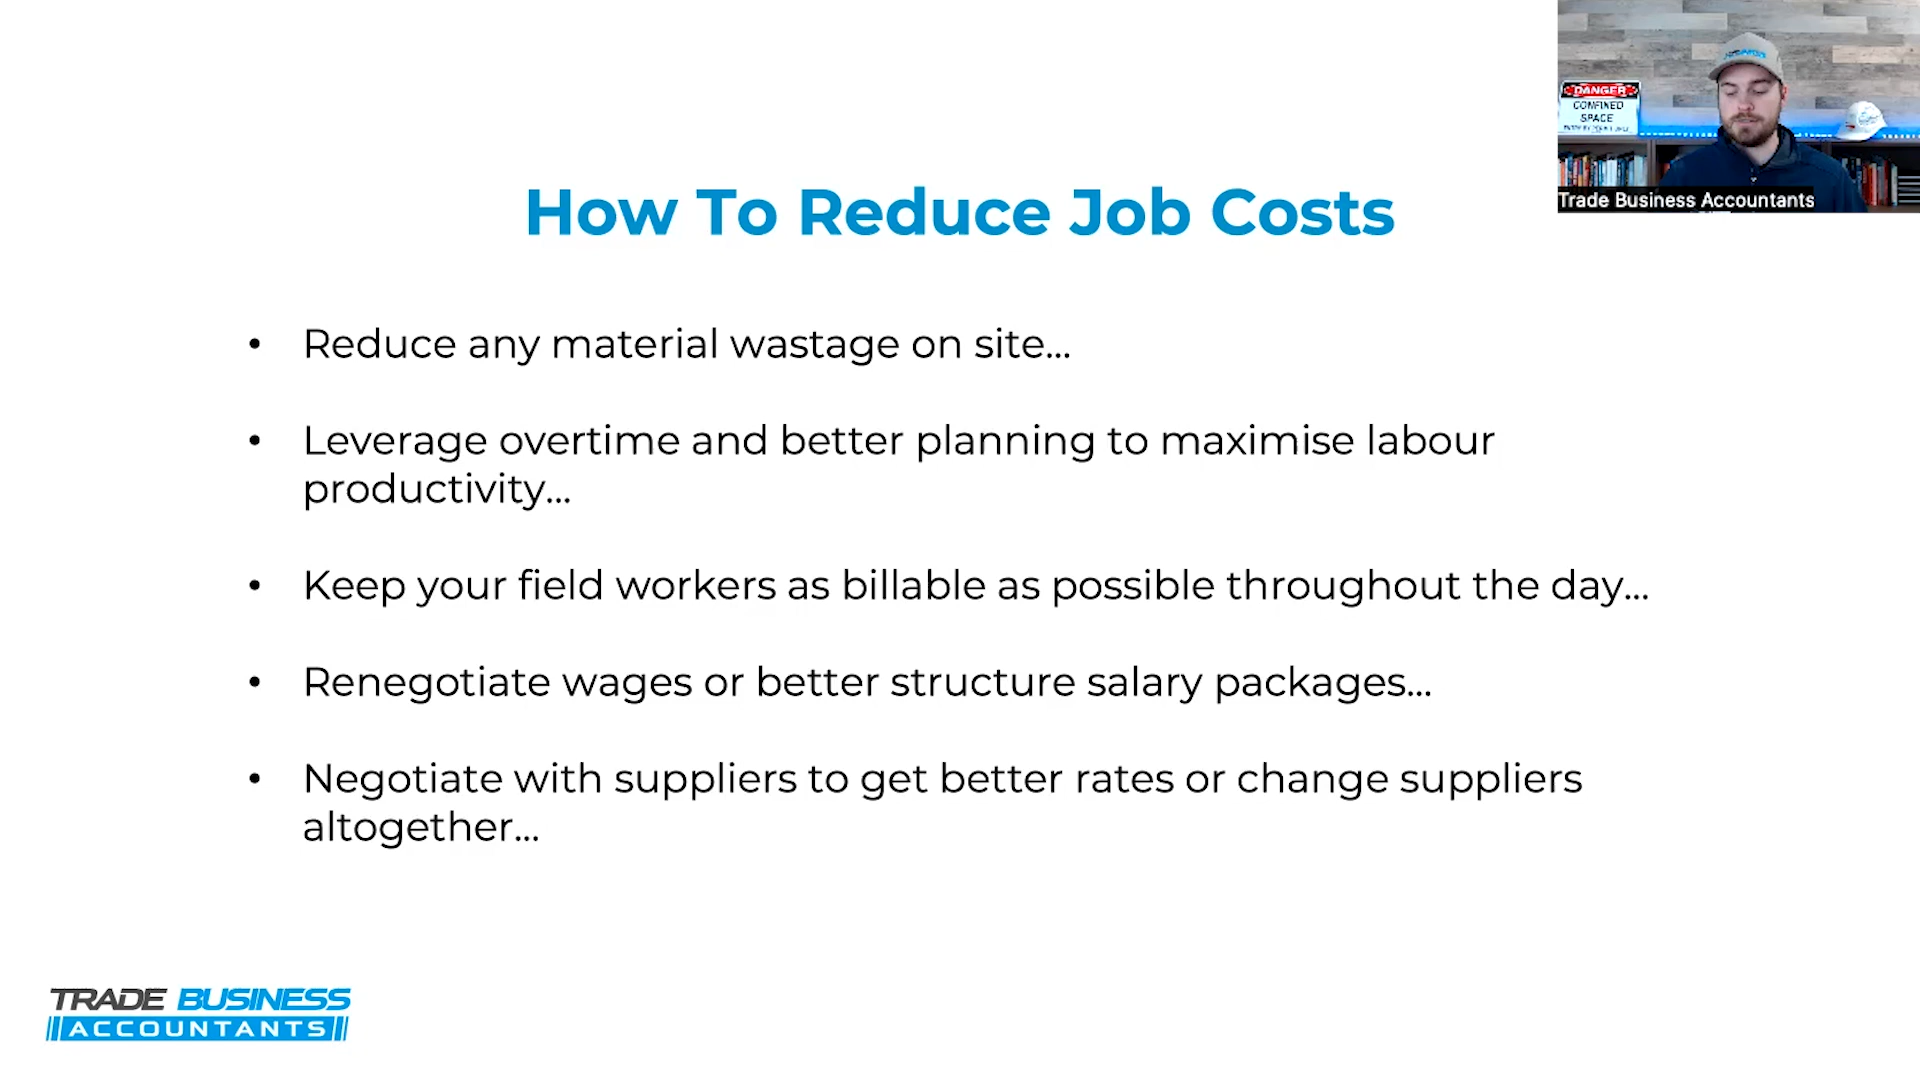 DANGER
CONFINED
SPACE
Trade Business Accountants
How To Reduce Job Costs
• Reduce any material wastage on site...
• Leverage overtime and better planning to maximise labour
productivity...
• Keep your field workers as billable as possible throughout the day...
• Renegotiate wages or better structure salary packages...
• Negotiate with suppliers to get better rates or change suppliers
altogether...
TRADE BUSINESS
ACCOUNTANTS